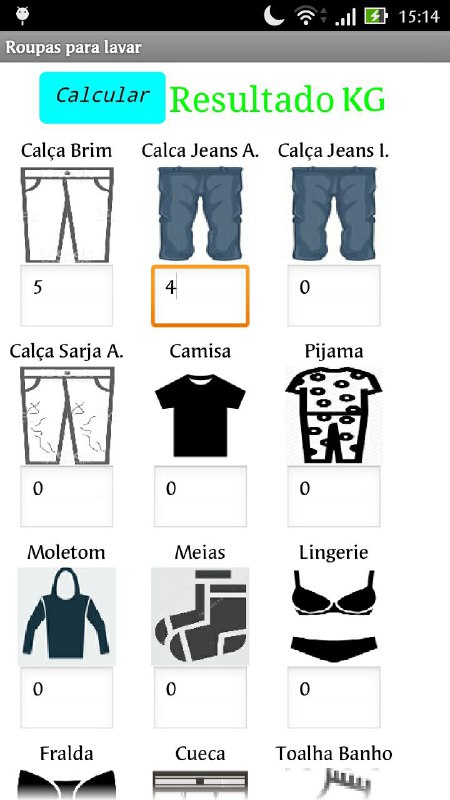 15:14
Roupas para lavar
Calcular Resultado KG
Calça Brim Calca Jeans A. Calça Jeans I.
5 4 0
Calça Sarja A. Camisa Pijama
0 0 0
Moletom Meias Lingerie
0 0 0
Fralda Cueca Toalha Banho